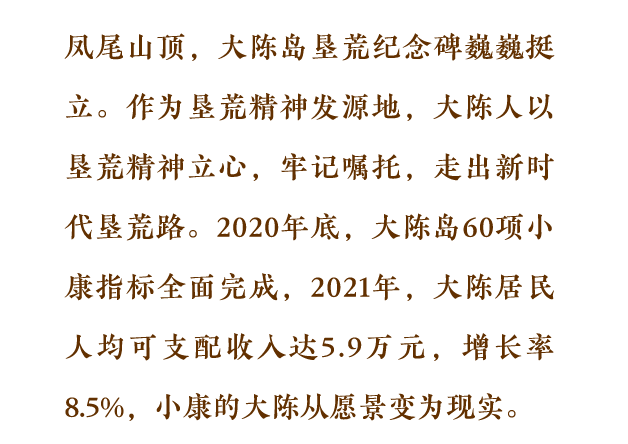 凤尾山顶，大陈岛垦荒纪念碑巍巍挺
立。作为垦荒精神发源地，大陈人以
垦荒精神立心，牢记嘱托，走出新时
代垦荒路。2020年底，大陈岛60项小
康指标全面完成，2021年，大陈居民
人均可支配收入达5.9万元，增长率
8.5%，小康的大陈从愿景变为现实。